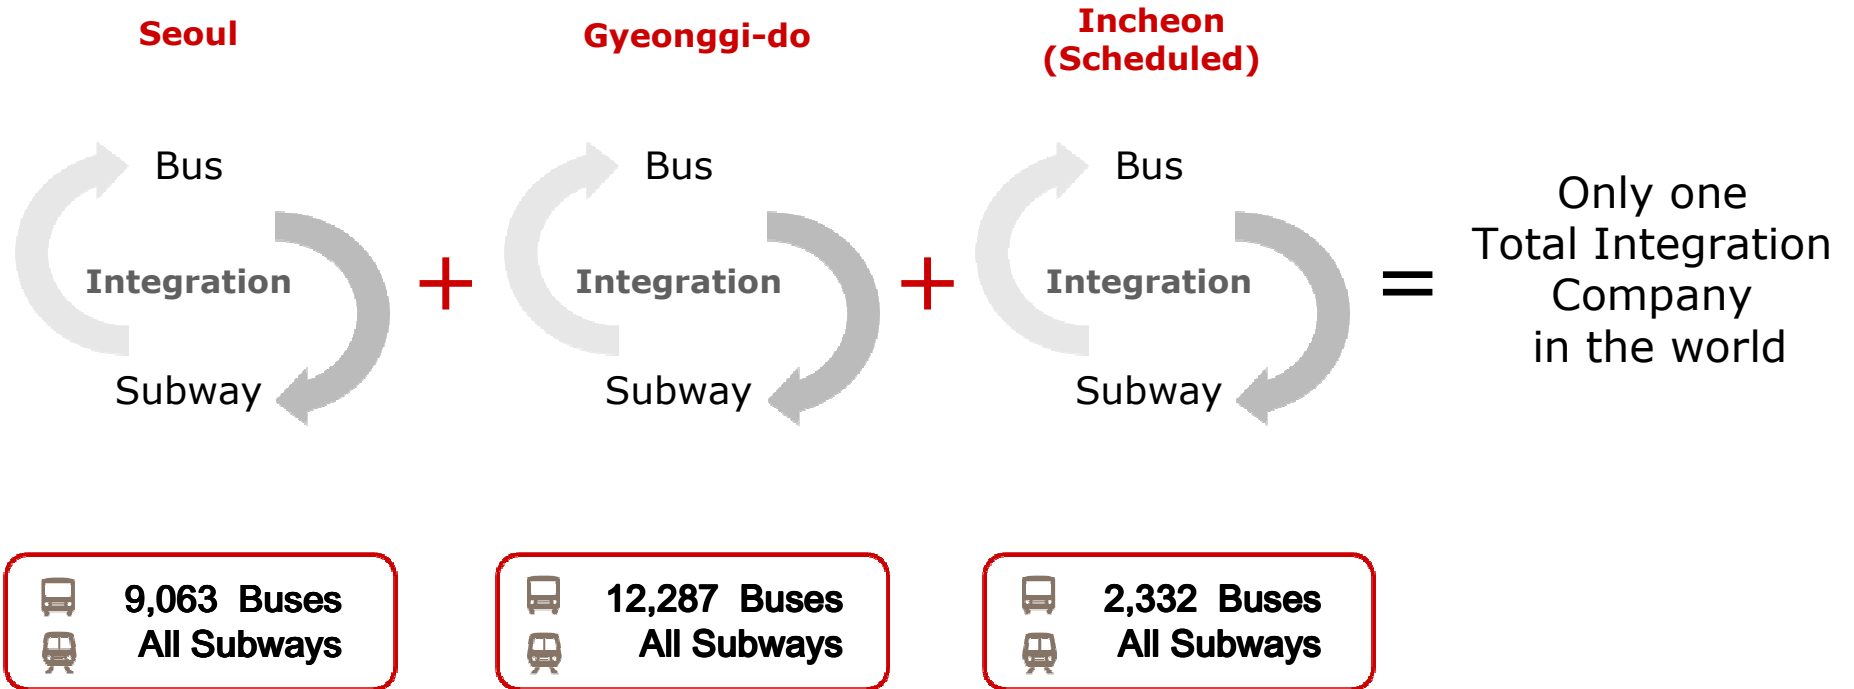 Seoul
Gyeonggi-do
Incheon
(Scheduled)
Bus
Integration
Subway
+
Bus
Integration
Subway
+
Bus
Integration
Subway
=
Only one
Total Integration
Company
in the world
9,063 Buses
All Subways
12,287 Buses
All Subways
2,332 Buses
All Subways